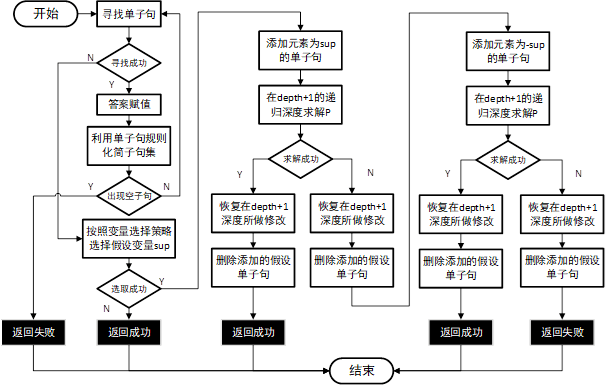 开始
寻找单子句
寻找成功
N
Y
答案赋值
利用单子句规则
化简子句集
Y
出现空子句
N
按照变量选择策略
选择假设变量sup
选取成功
Y
N
返回失败
返回成功
添加元素为sup
的单子句
在depth+1的递
归深度求解P
求解成功
Y
N
恢复在depth+1
深度所做修改
恢复在depth+1
深度所做修改
删除添加的假设
单子句
删除添加的假设
单子句
返回成功
添加元素为-sup
的单子句
在depth+1的递
归深度求解P
求解成功
Y
N
恢复在depth+1
深度所做修改
恢复在depth+1
深度所做修改
删除添加的假设
单子句
删除添加的假设
单子句
返回成功
返回失败
结束